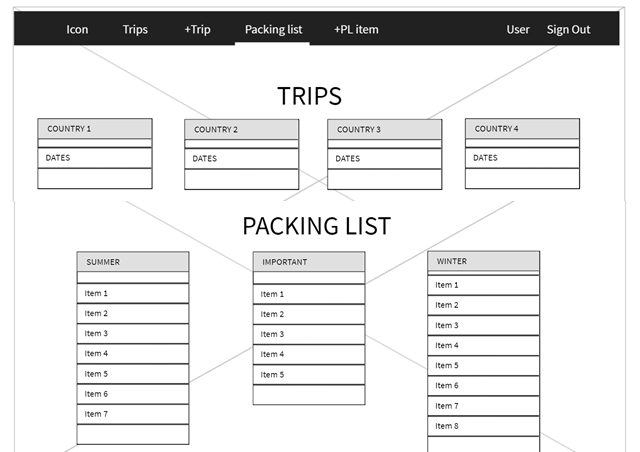 Icon Trips +Trip Packing list +PL item User Sign Out
TRIPS
COUNTRY 1
DATES
COUNTRY 2
DATES
COUNTRY 3
DATES
COUNTRY 4
DATES
PACKING LIST
SUMMER
Item 1
Item 2
Item 3
Item 4
Item 5
Item 6
Item 7
IMPORTANT
Item 1
Item 2
Item 3
Item 4
Item 5
WINTER
Item 1
Item 2
Item 3
Item 4
Item 5
Item 6
Item 7
Item 8